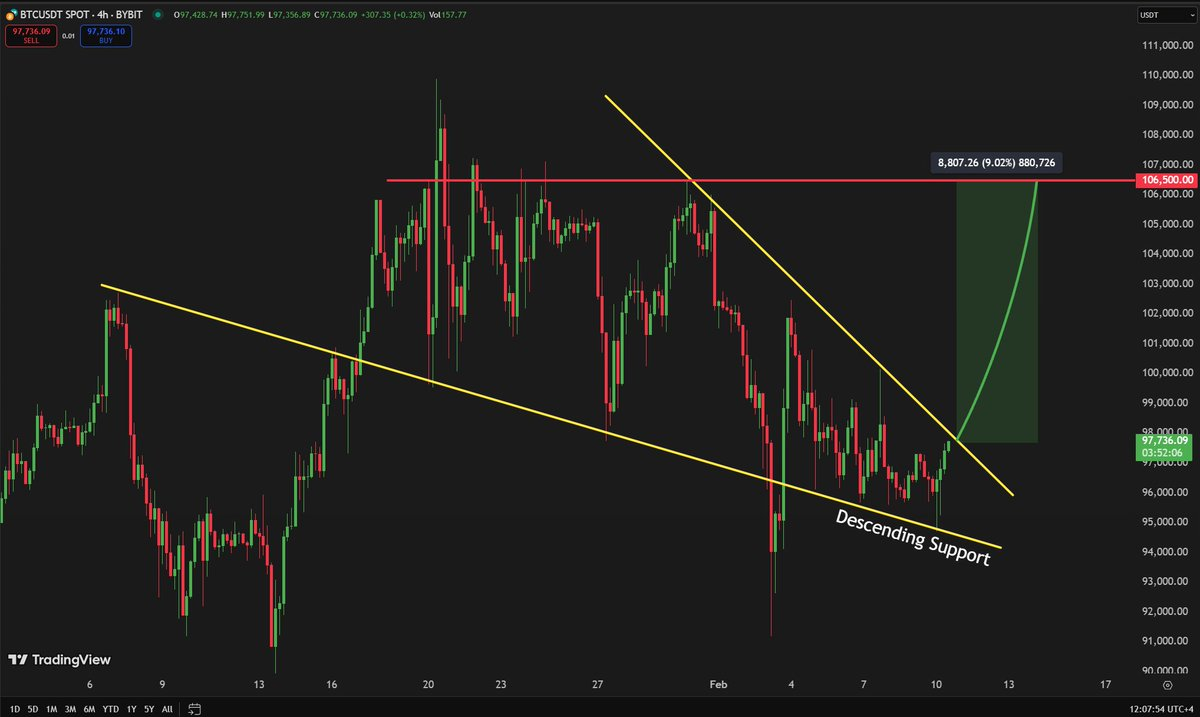 BTCUSDT SPOT · 4h · BYBIT O97,428.74 H97,751.99 L97,356.89 C97,736.09 +307.35 (+0.32%) Vol157.77
USDT
97,736.09
SELL
0.01
97,736.10
BUY
111,000.00
110,000.00
109,000.00
108,000.00
107,000.00
8,807.26 (9.02%) 880,726
106,500.00
106,000.00
105,000.00
104,000.00
103,000.00
102,000.00
101,000.00
100,000.00
99,000.00
98,000.00
97,736.09
03:52:06
97,000.00
96,000.00
95,000.00
Descending Support
94,000.00
93,000.00
92,000.00
91,000.00
90,000.00
TradingView
6 9 13 16 20 23 27 Feb 4 7 10 13 17
1D 5D 1M 3M 6M YTD 1Y 5Y All
12:07:54 UTC+4